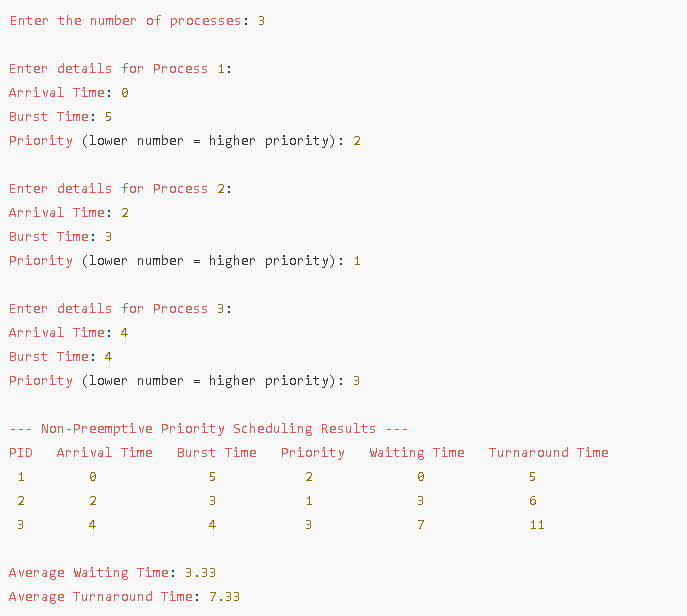 Enter the number of processes: 3
Enter details for Process 1:
Arrival Time: 0
Burst Time: 5
Priority (lower number = higher priority): 2
Enter details for Process 2:
Arrival Time: 2
Burst Time: 3
Priority (lower number = higher priority): 1
Enter details for Process 3:
Arrival Time: 4
Burst Time: 4
Priority (lower number = higher priority): 3
--- Non-Preemptive Priority Scheduling Results ---
PID Arrival Time Burst Time Priority Waiting Time Turnaround Time
1 0 5 2 0 5
2 2 3 1 3 6
3 4 4 3 7 11
Average Waiting Time: 3.33
Average Turnaround Time: 7.33